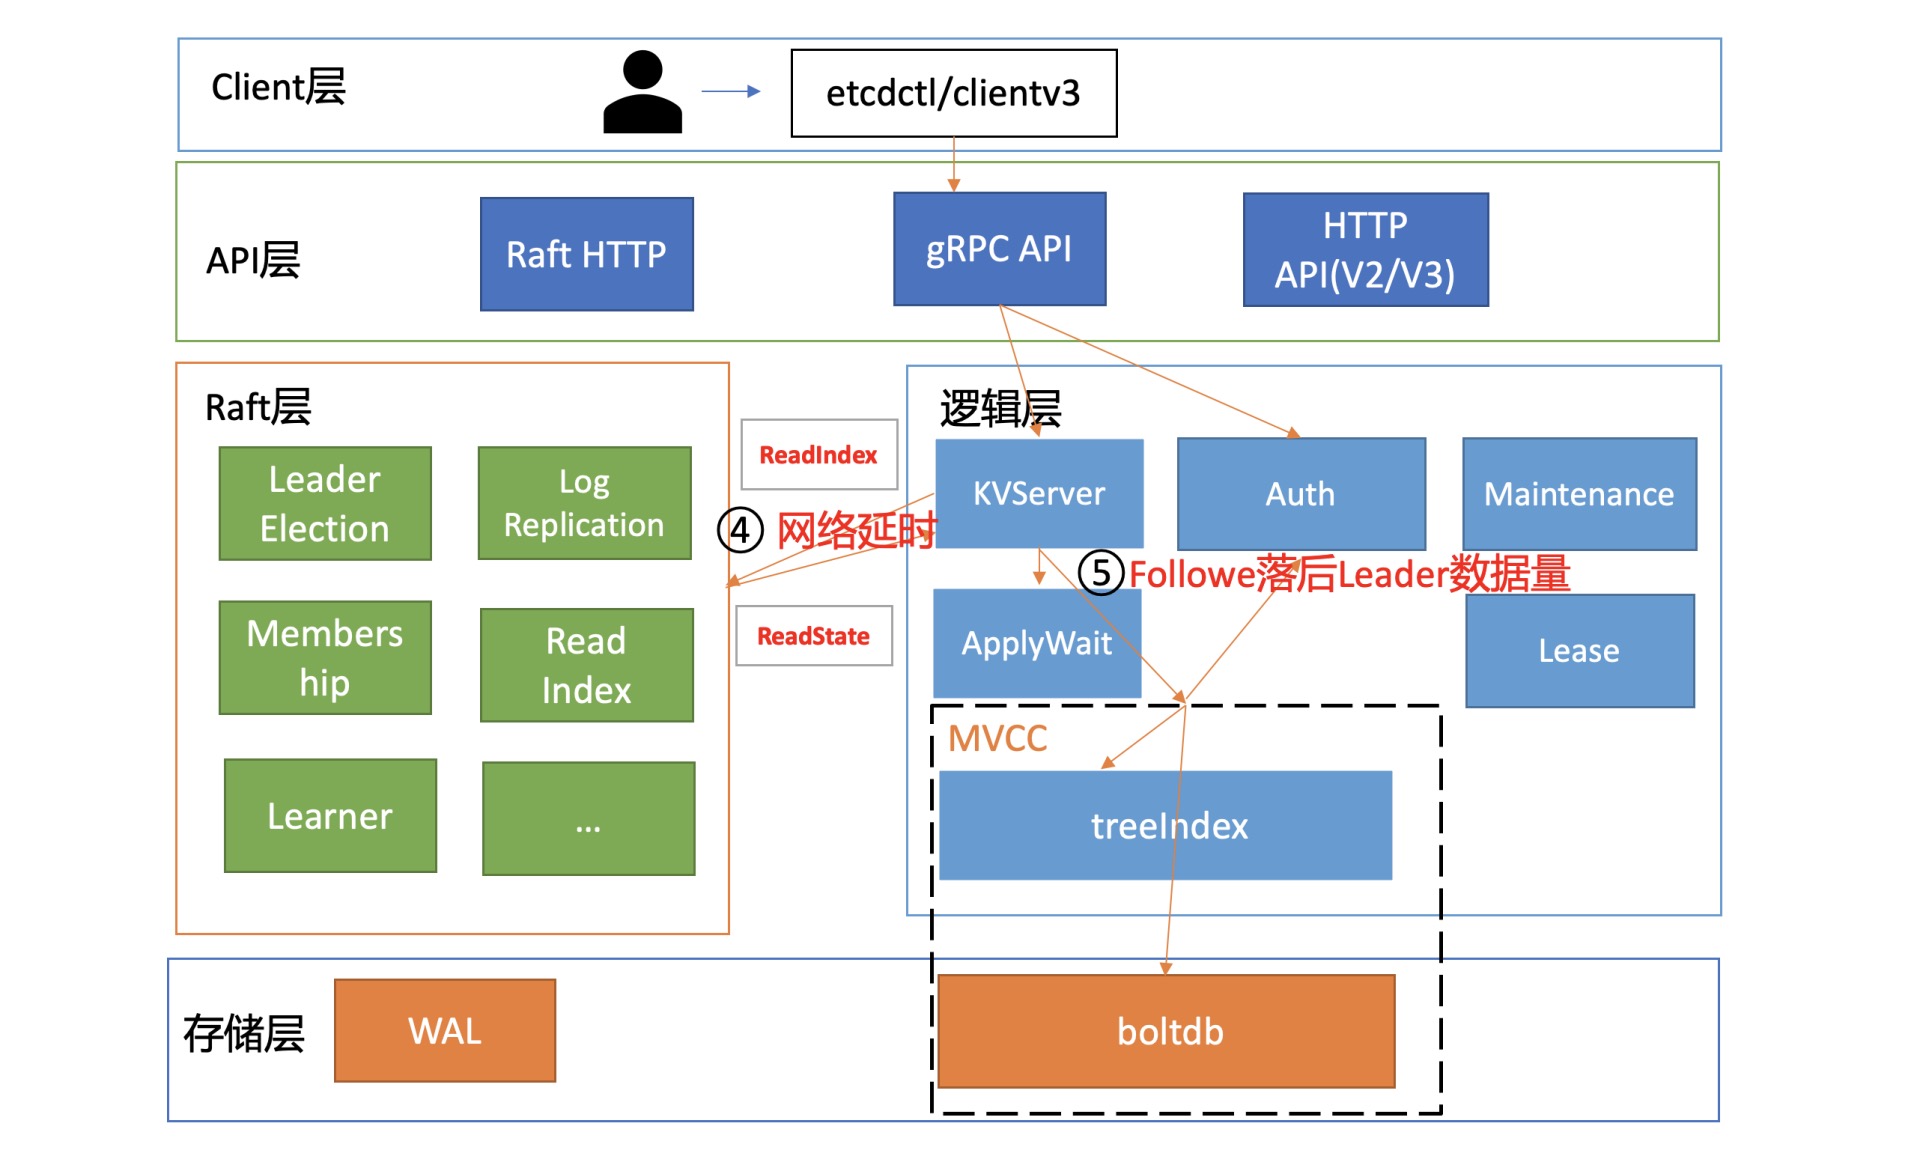 Client层
etcdctl/clientv3
API层
Raft HTTP
gRPC API
HTTP
API(V2/V3)
Raft层
Leader
Election
Log
Replication
Members
hip
Read
Index
Learner
...
ReadIndex
④ 网络延时
ReadState
逻辑层
KVServer
Auth
Maintenance
⑤Followe落后Leader数据量
ApplyWait
Lease
MVCC
treeIndex
存储层
WAL
boltdb